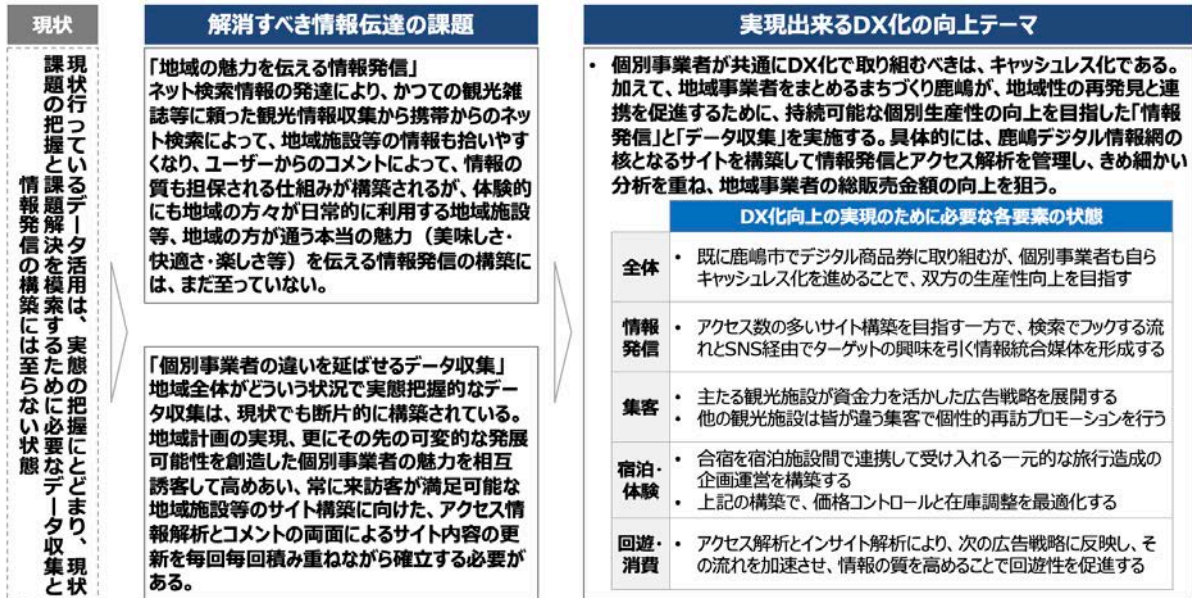 現状
現状行っているデータ活用は、実態の把握にとどまり、現状
課題の把握と課題解決を模索するために必要なデータ収集と
情報発信の構築には至らない状態
解消すべき情報伝達の課題
「地域の魅力を伝える情報発信」
ネット検索情報の発達により、かつての観光雑
誌等に頼った観光情報収集から携帯からのネッ
ト検索によって、地域施設等の情報も拾いやす
くなり、ユーザーからのコメントによって、情報の
質も担保される仕組みが構築されるが、体験的
にも地域の方々が日常的に利用する地域施設
等、地域の方が通う本当の魅力（美味しさ・
快適さ・楽しさ等）を伝える情報発信の構築に
は、まだ至っていない。
「個別事業者の違いを延ばせるデータ収集」
地域全体がどういう状況で実態把握的なデー
タ収集は、現状でも断片的に構築されている。
地域計画の実現、更にその先の可変的な発展
可能性を創造した個別事業者の魅力を相互
誘客して高めあい、常に来訪客が満足可能な
地域施設等のサイト構築に向けた、アクセス情
報解析とコメントの両面によるサイト内容の更
新を毎回毎回積み重ねながら確立する必要が
ある。
実現出来るDX化の向上テーマ
• 個別事業者が共通にDX化で取り組むべきは、キャッシュレス化である。
加えて、地域事業者をまとめるまちづくり鹿嶋が、地域性の再発見と連
携を促進するために、持続可能な個別生産性の向上を目指した「情報
発信」と「データ収集」を実施する。具体的には、鹿嶋デジタル情報網の
核となるサイトを構築して情報発信とアクセス解析を管理し、きめ細かい
分析を重ね、地域事業者の総販売金額の向上を狙う。
DX化向上の実現のために必要な各要素の状態
全体
• 既に鹿嶋市でデジタル商品券に取り組むが、個別事業者も自ら
キャッシュレス化を進めることで、双方の生産性向上を目指す
情報
発信
• アクセス数の多いサイト構築を目指す一方で、検索でフックする流
れとSNS経由でターゲットの興味を引く情報統合媒体を形成する
集客
• 主たる観光施設が資金力を活かした広告戦略を展開する
• 他の観光施設は皆が違う集客で個性的再訪プロモーションを行う
宿泊・
体験
• 合宿を宿泊施設間で連携して受け入れる一元的な旅行造成の
企画運営を構築する
• 上記の構築で、価格コントロールと在庫調整を最適化する
回遊・
消費
• アクセス解析とインサイト解析により、次の広告戦略に反映し、そ
の流れを加速させ、情報の質を高めることで回遊性を促進する